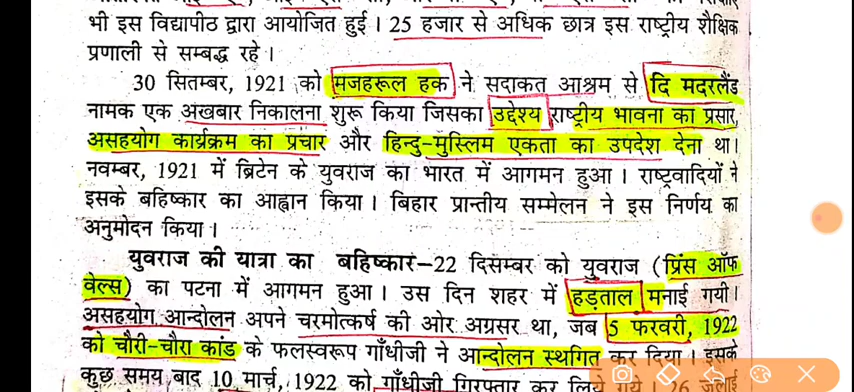 भी इस विद्यापीठ द्वारा आयोजित हुई। 25 हजार से अधिक छात्र इस राष्ट्रीय शैक्षिक
प्रणाली से सम्बद्ध रहे।
30 सितम्बर, 1921 को मजहरूल हक ने सदाकत आश्रम से दि मदरलैंड
नामक एक अखबार निकालना शुरू किया जिसका उद्देश्य राष्ट्रीय भावना का प्रसार,
असहयोग कार्यक्रम का प्रचार और हिन्दु-मुस्लिम एकता का उपदेश देना था।
नवम्बर, 1921 में ब्रिटेन के युवराज का भारत में आगमन हुआ। राष्ट्रवादियों ने
इसके बहिष्कार का आह्वान किया। बिहार प्रान्तीय सम्मेलन ने इस निर्णय का
अनुमोदन किया।
युवराज की यात्रा का बहिष्कार–22 दिसम्बर को युवराज (प्रिंस ऑफ
वेल्स) का पटना में आगमन हुआ। उस दिन शहर में हड़ताल मनाई गयी।
असहयोग आन्दोलन अपने चरमोत्कर्ष की ओर अग्रसर था, जब 5 फरवरी, 1922
को चौरी-चौरा कांड के फलस्वरूप गाँधीजी ने आन्दोलन स्थगित कर दिया। इसके
कुछ समय बाद 10 मार्च, 1922 को गाँधीजी गिरफ्तार कर लिये गये। 26 जुलाई